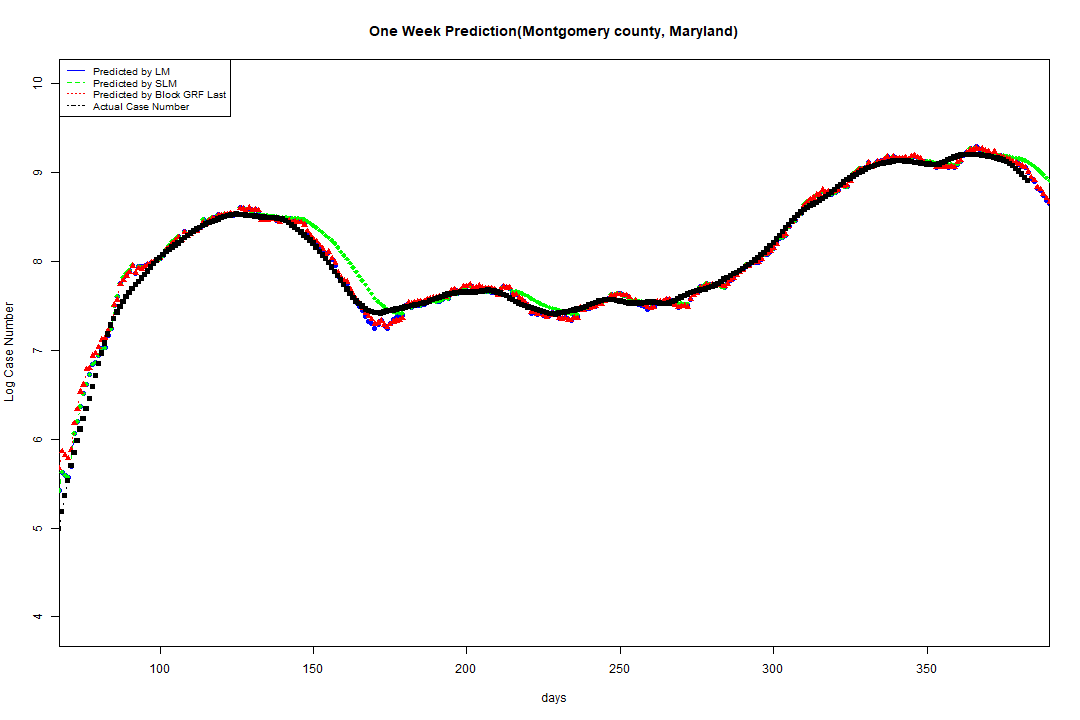 One Week Prediction(Montgomery county, Maryland)
Predicted by LM
Predicted by SLM
Predicted by Block GRF Last
Actual Case Number
10
9
8
7
6
5
4
Log Case Number
100 150 200 250 300 350
days